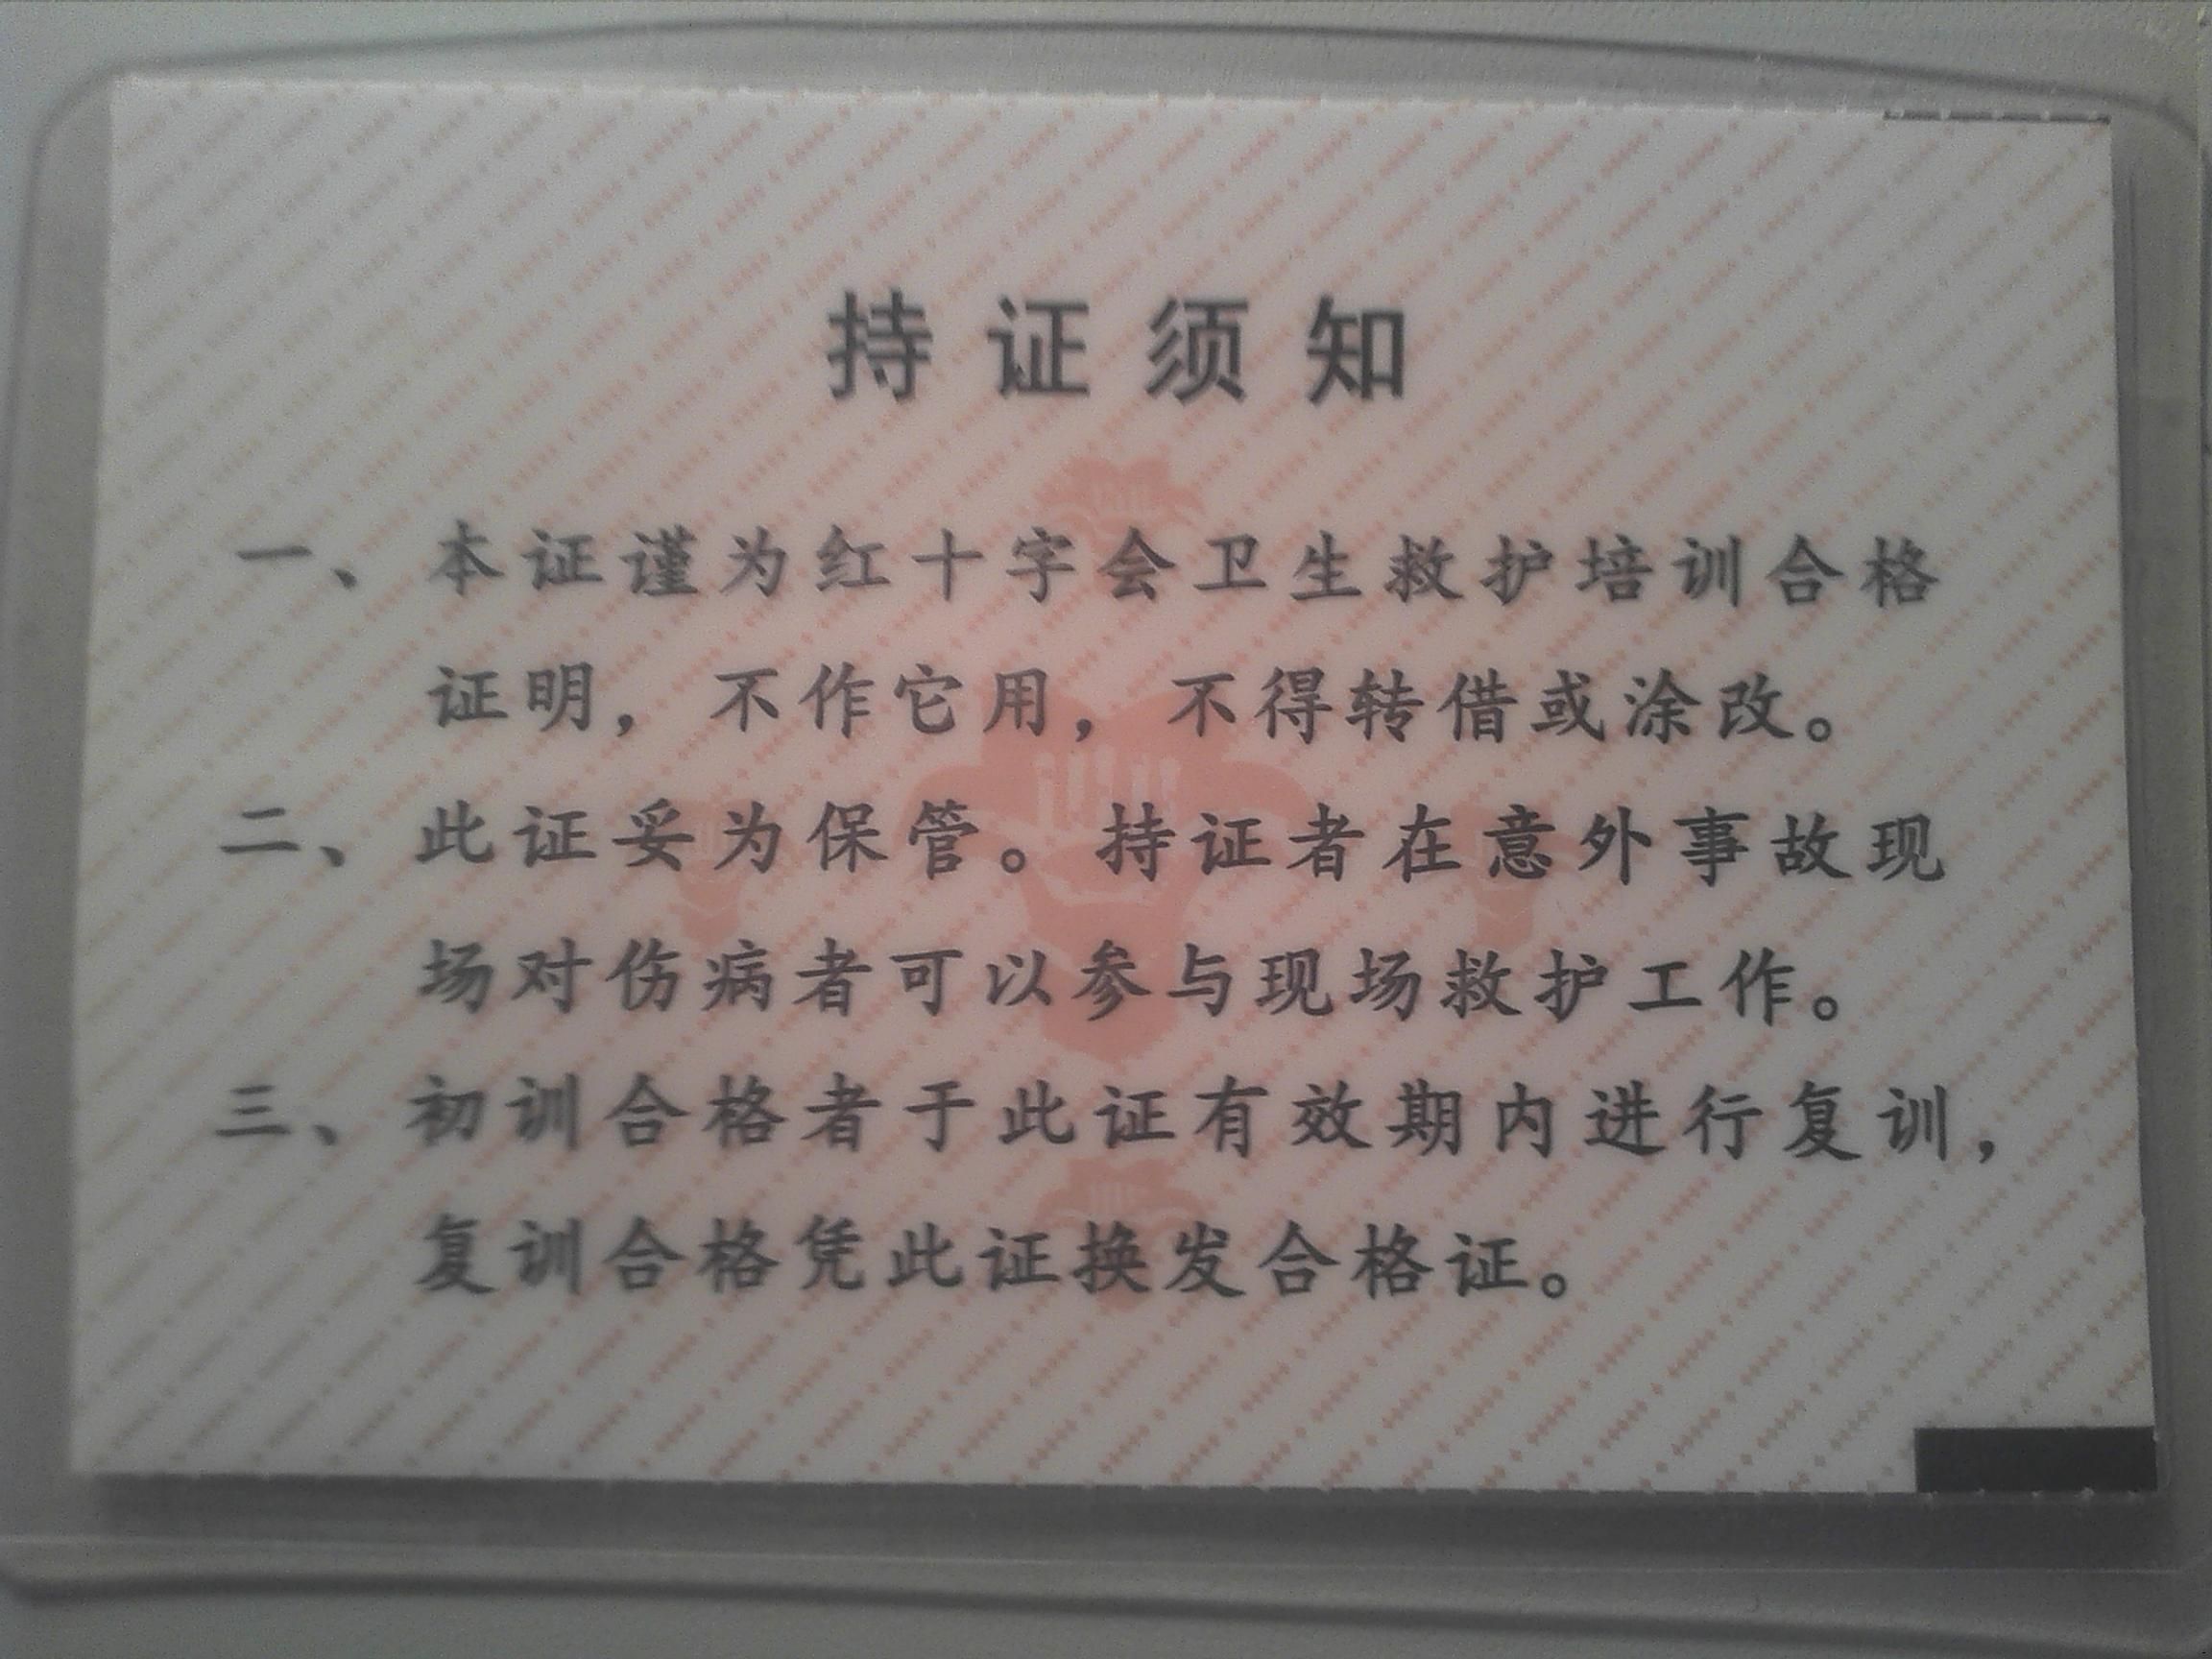 持证须知
一、本证谨为红十字会卫生救护培训合格
证明，不作它用，不得转借或涂改。
二、此证妥为保管。持证者在意外事故现
场对伤病者可以参与现场救护工作。
三、初训合格者于此证有效期内进行复训，
复训合格凭此证换发合格证。